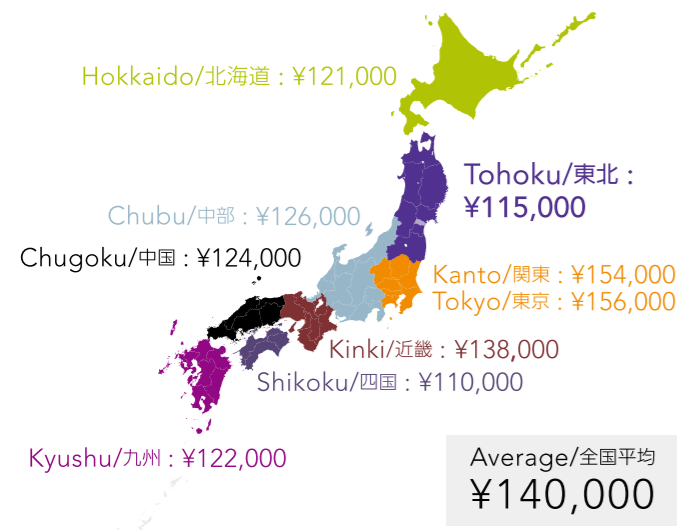 Hokkaido/北海道 : ¥121,000
Tohoku/東北 :
¥115,000
Chubu/中部 : ¥126,000
Chugoku/中国 : ¥124,000
Kanto/関東 : ¥154,000
Tokyo/東京 : ¥156,000
Kinki/近畿 : ¥138,000
Shikoku/四国 : ¥110,000
Kyushu/九州 : ¥122,000
Average/全国平均
¥140,000